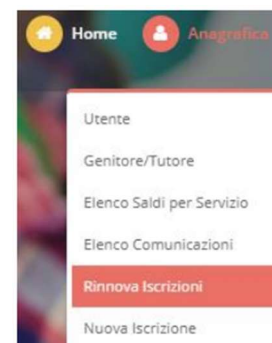 Home Anagrafica
Utente
Genitore/Tutore
Elenco Saldi per Servizio
Elenco Comunicazioni
Rinnova Iscrizioni
Nuova Iscrizione